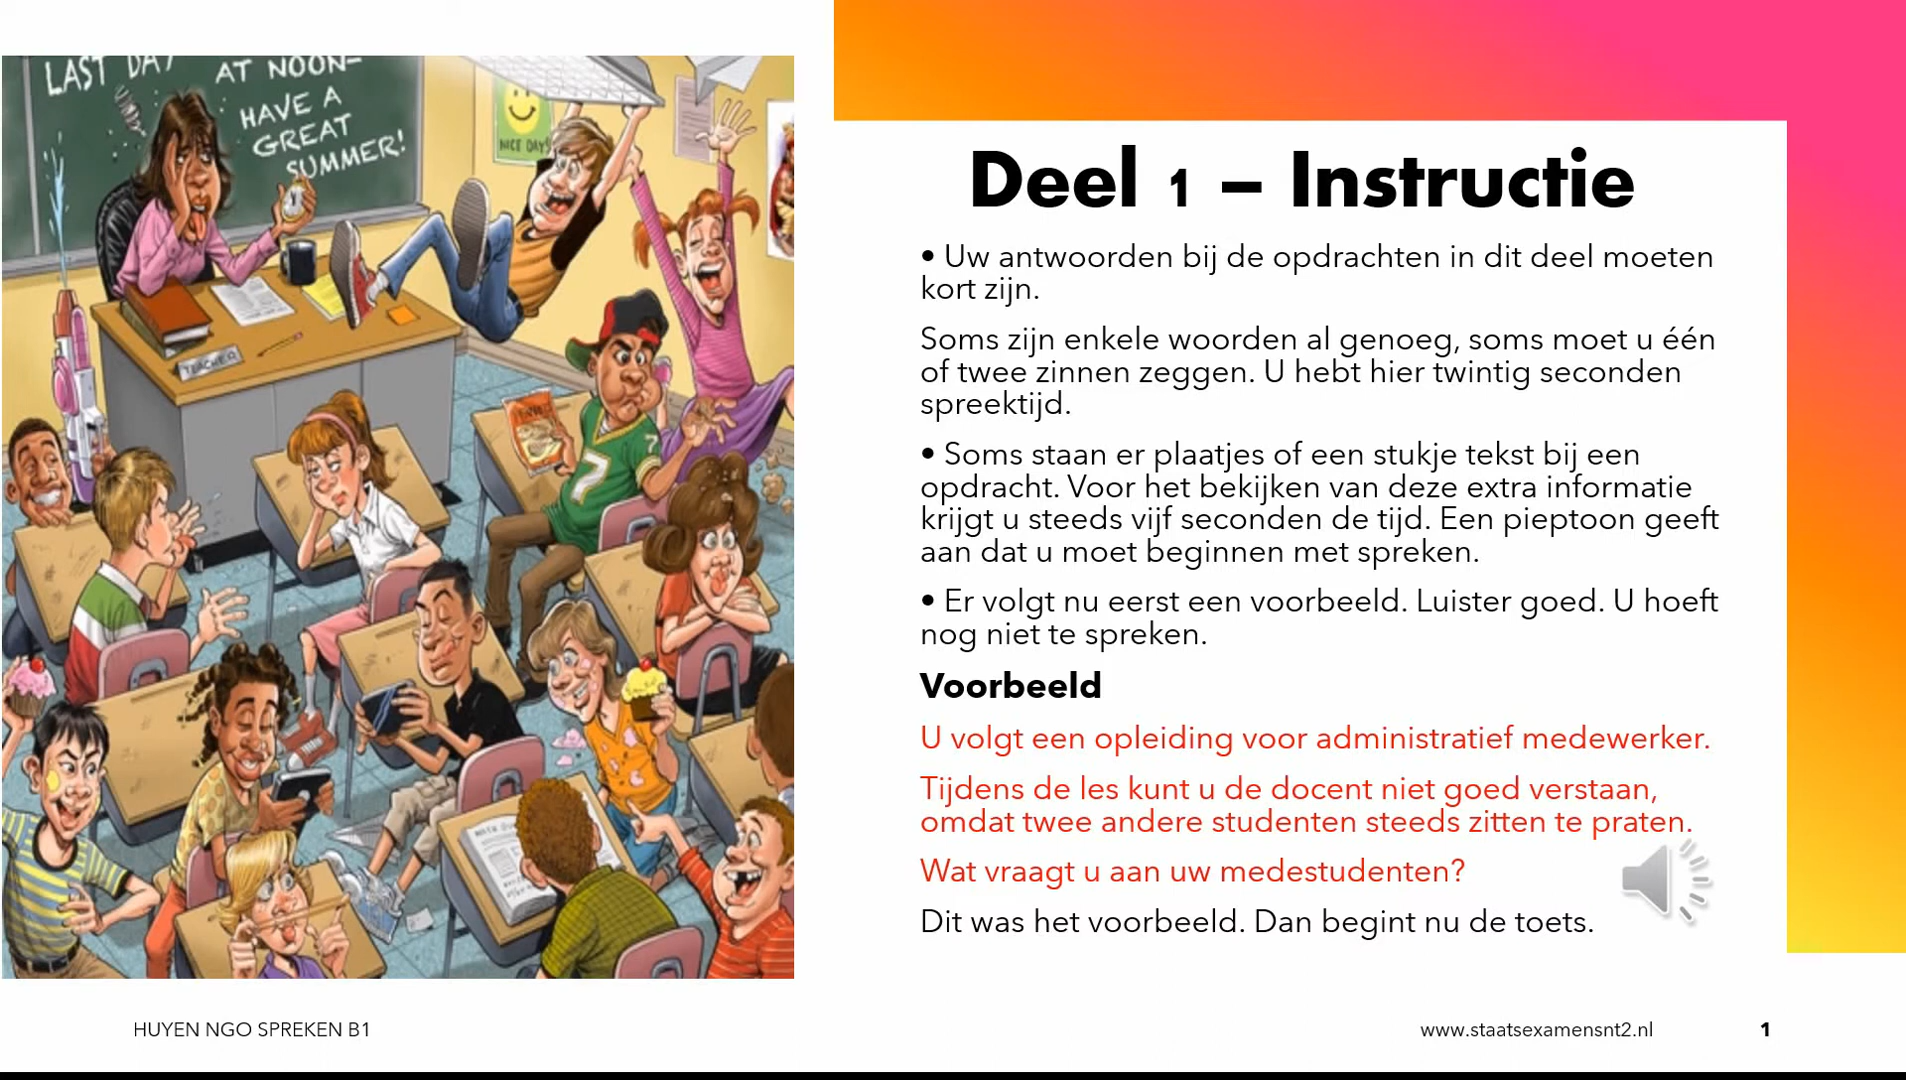 LAST DAY
AT NOON-
HAVE A
GREAT
SUMMER!
NICE DAY!
TEACHER
7
7
Deel 1 – Instructie
• Uw antwoorden bij de opdrachten in dit deel moeten
kort zijn.
Soms zijn enkele woorden al genoeg, soms moet u één
of twee zinnen zeggen. U hebt hier twintig seconden
spreektijd.
• Soms staan er plaatjes of een stukje tekst bij een
opdracht. Voor het bekijken van deze extra informatie
krijgt u steeds vijf seconden de tijd. Een pieptoon geeft
aan dat u moet beginnen met spreken.
• Er volgt nu eerst een voorbeeld. Luister goed. U hoeft
nog niet te spreken.
Voorbeeld
U volgt een opleiding voor administratief medewerker.
Tijdens de les kunt u de docent niet goed verstaan,
omdat twee andere studenten steeds zitten te praten.
Wat vraagt u aan uw medestudenten?
Dit was het voorbeeld. Dan begint nu de toets.
HUYEN NGO SPREKEN B1
www.staatsexamensnt2.nl
1